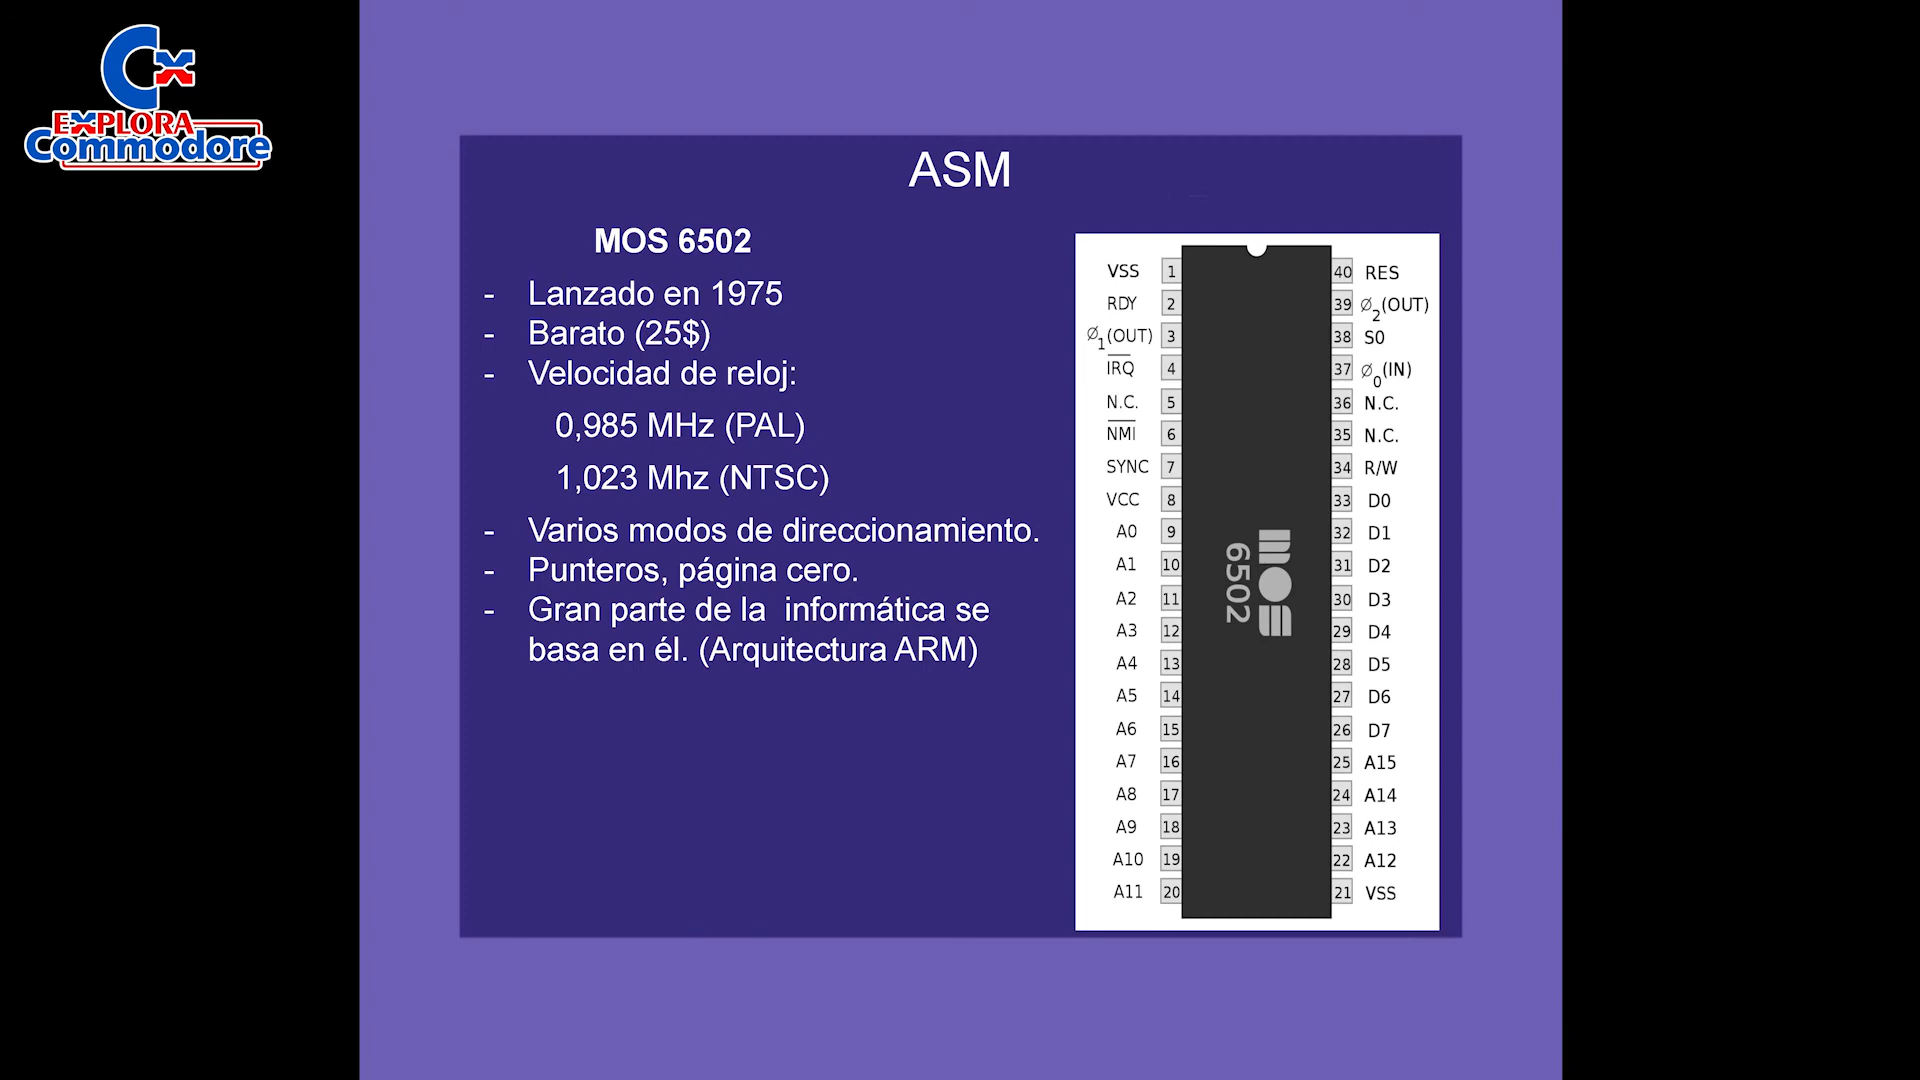 Cx
EXPLORA
Commodore
ASM
MOS 6502
- Lanzado en 1975
- Barato (25$)
- Velocidad de reloj:
0,985 MHz (PAL)
1,023 Mhz (NTSC)
- Varios modos de direccionamiento.
- Punteros, página cero.
- Gran parte de la  informática se
basa en él. (Arquitectura ARM)
VSS 1 40 RES
RDY 2 39 ∅2(OUT)
∅1(OUT) 3 38 S0
I̅R̅Q̅ 4 37 ∅0(IN)
N.C. 5 36 N.C.
N̅M̅I̅ 6 35 N.C.
SYNC 7 34 R/W
VCC 8 33 D0
A0 9 32 D1
A1 10 31 D2
A2 11 30 D3
A3 12 29 D4
A4 13 28 D5
A5 14 27 D6
A6 15 26 D7
A7 16 25 A15
A8 17 24 A14
A9 18 23 A13
A10 19 22 A12
A11 20 21 VSS
MOS
6502